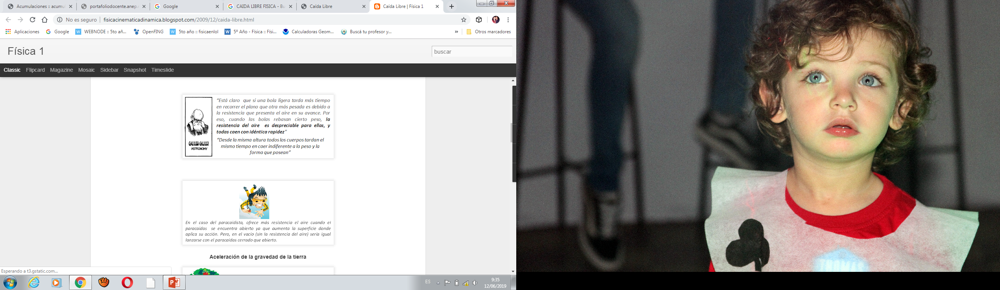 Acumulaciones :: acumul
portafoliodocente.anep.
Google
CAIDA LIBRE FISICA - Bu
Caída Libre
Caída Libre | Física 1
No es seguro
fisicacinematicadinamica.blogspot.com/2009/12/caida-libre.html
Aplicaciones
Google
WEBNODE :: 5to añ...
OpenFING
5to año :: fisicaenlol
5º Año - Física :: Físi...
Calculadoras Geom...
Buscá tu profesor y...
»
Otros marcadores
Física 1
buscar
Classic Flipcard Magazine Mosaic Sidebar Snapshot Timeslide
GALILEO GALILEI
ASTRONOMY
“Está claro que si una bola ligera tarda más tiempo
en recorrer el plano que otra más pesada es debido a
la resistencia que presenta el aire en su avance. Por
eso, cuando las bolas rebasan cierto peso, la
resistencia del aire es despreciable para ellas, y
todas caen con idéntica rapidez”
“Desde la misma altura todos los cuerpos tardan el
mismo tiempo en caer indiferente a la peso y la
forma que posean”
En el caso del paracaidista, ofrece más resistencia el aire cuando el
paracaídas se encuentra abierto ya que aumenta la superficie donde
aplica su acción. Pero, en el vacío (sin la resistencia del aire) sería igual
lanzarse con el paracaídas cerrado que abierto.
Aceleración de la gravedad de la tierra
Esperando a t3.gstatic.com...
ES
9:35
12/06/2019
THOMAS